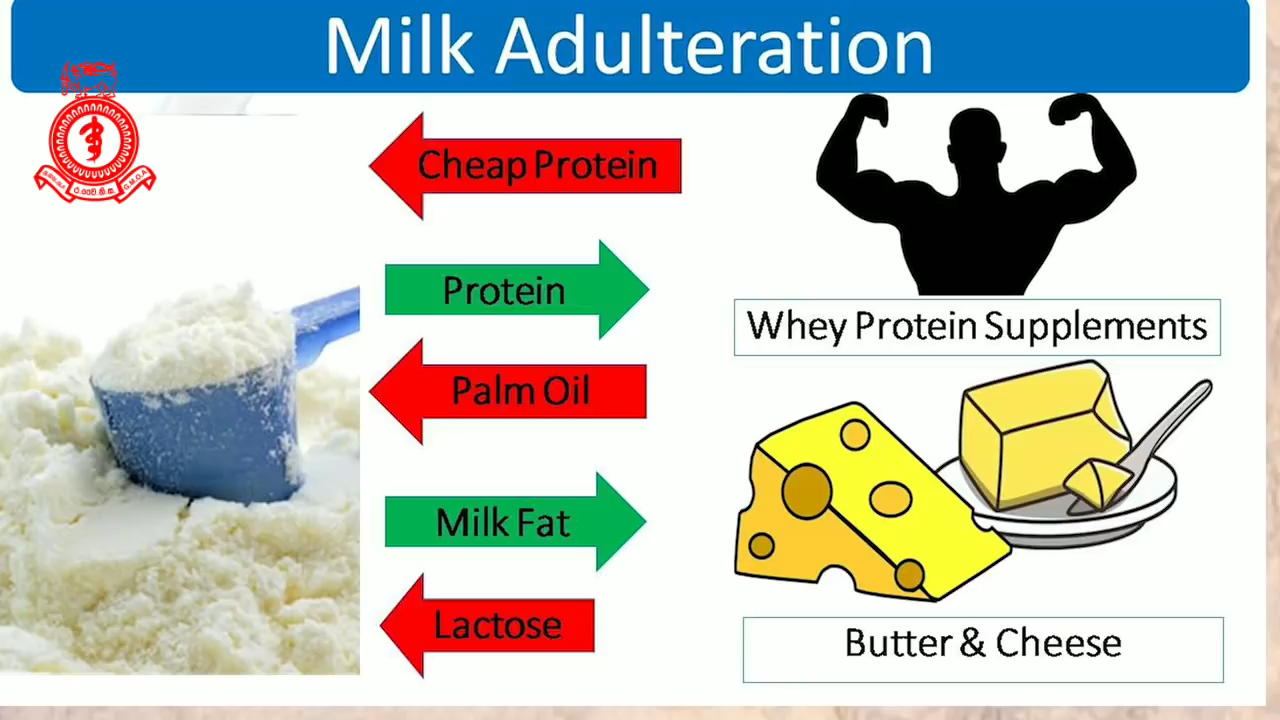 Milk Adulteration
Cheap Protein
Protein
Whey Protein Supplements
Palm Oil
Milk Fat
Lactose
Butter & Cheese
G.M.O.A